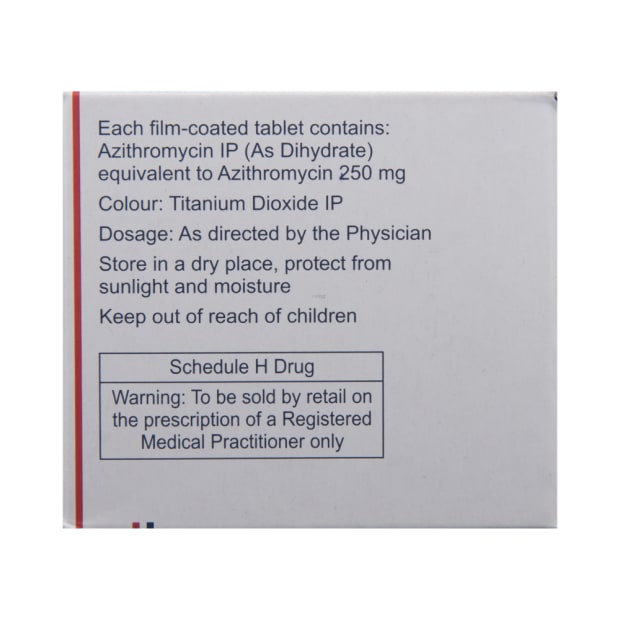 Each film-coated tablet contains:
Azithromycin IP (As Dihydrate)
equivalent to Azithromycin 250 mg
Colour: Titanium Dioxide IP
Dosage: As directed by the Physician
Store in a dry place, protect from
sunlight and moisture
Keep out of reach of children
Schedule H Drug
Warning: To be sold by retail on
the prescription of a Registered
Medical Practitioner only